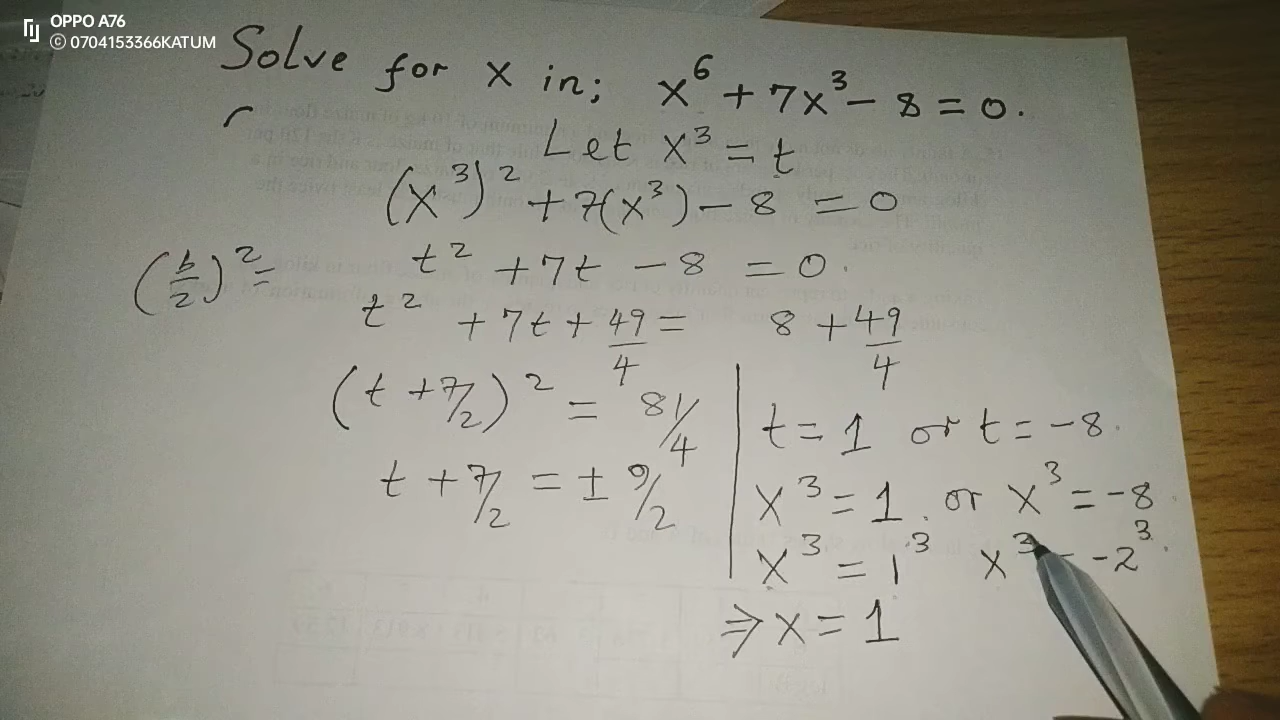 OPPO A76
© 0704153366KATUM
Solve for x in; x⁶ + 7x³ - 8 = 0.
Let x³ = t
(x³)² + 7(x³) - 8 = 0
(b/2)² =
t² + 7t - 8 = 0.
t² + 7t + 49/4 = 8 + 49/4
(t + 7/2)² = 81/4
t + 7/2 = ± 9/2
t = 1 or t = -8.
x³ = 1 or x³ = -8
x³ = 1³ x³ = -2³.
⇒ x = 1